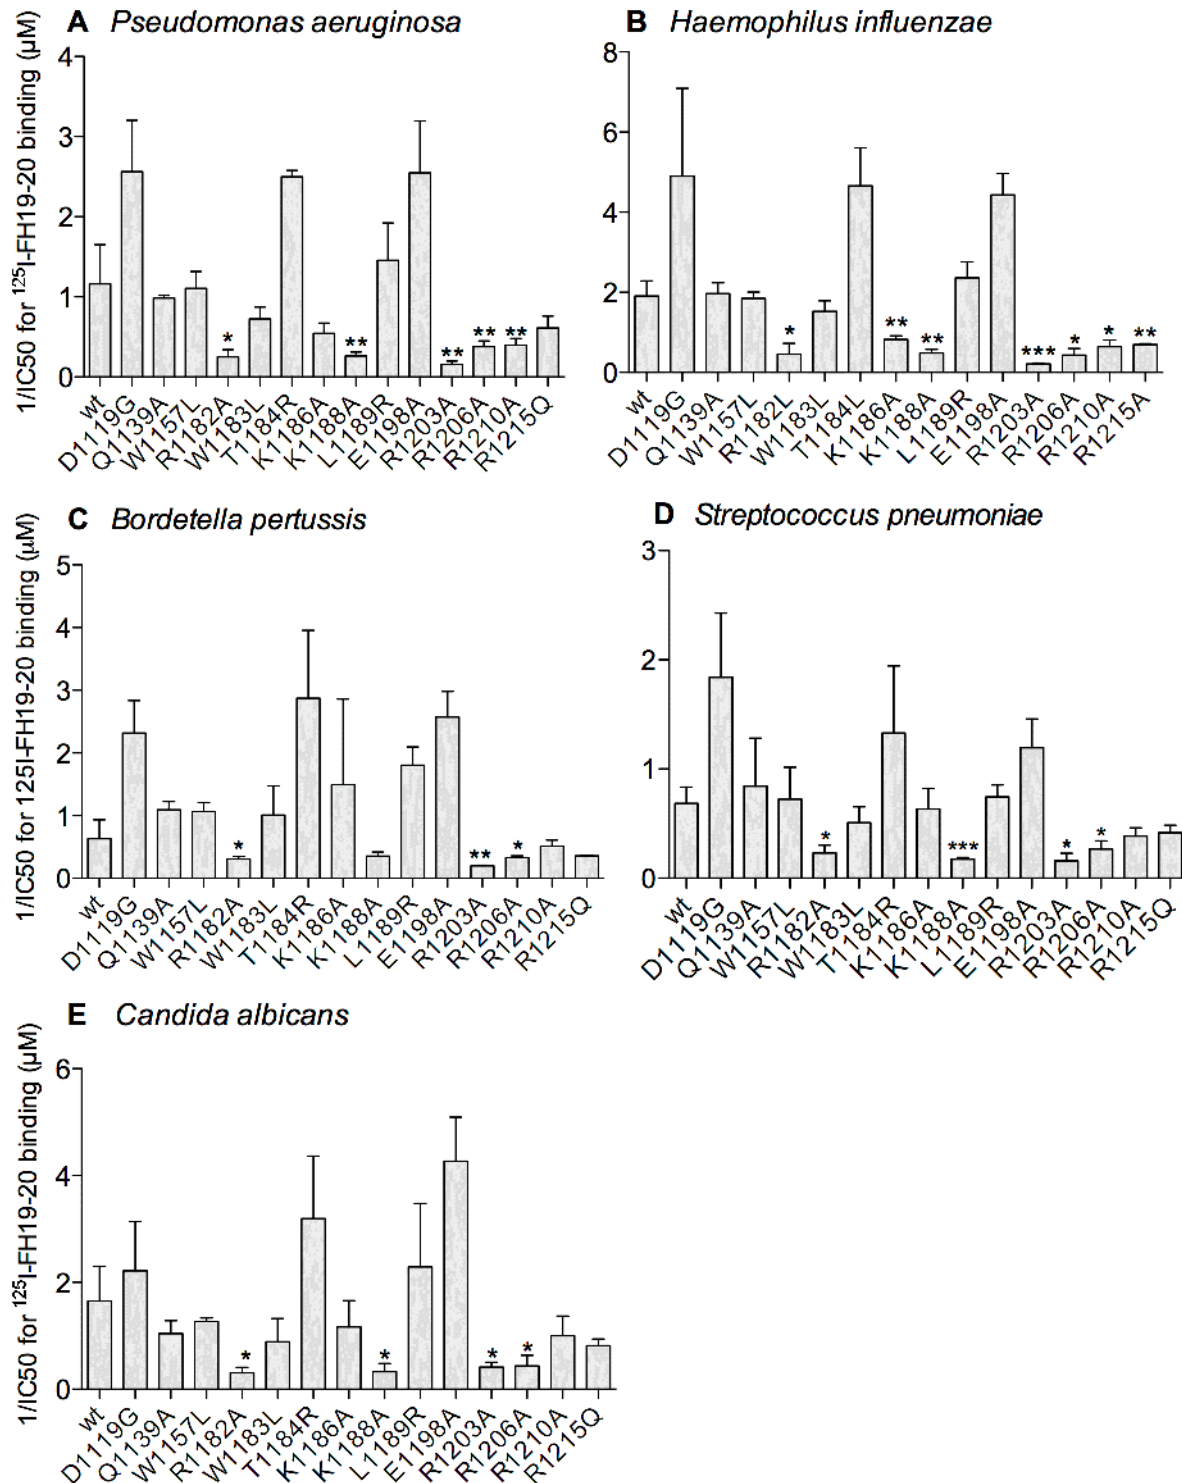 A Pseudomonas aeruginosa
1/IC50 for 125I-FH19-20 binding (µM)
4
3
2
1
0
* ** ** ** **
wt D1119G Q1139A W1157L R1182A W1183L T1184R K1186A K1188A L1189R E1198A R1203A R1206A R1210A R1215Q
B Haemophilus influenzae
8
6
4
2
0
* ** ** *** * * **
wt D1119G Q1139A W1157L R1182L W1183L T1184L K1186A K1188A L1189R E1198A R1203A R1206A R1210A R1215A
C Bordetella pertussis
1/IC50 for 125I-FH19-20 binding (µM)
5
4
3
2
1
0
* ** *
wt D1119G Q1139A W1157L R1182A W1183L T1184R K1186A K1188A L1189R E1198A R1203A R1206A R1210A R1215Q
D Streptococcus pneumoniae
3
2
1
0
* *** * *
wt D1119G Q1139A W1157L R1182A W1183L T1184R K1186A K1188A L1189R E1198A R1203A R1206A R1210A R1215Q
E Candida albicans
1/IC50 for 125I-FH19-20 binding (µM)
6
4
2
0
* * * *
wt D1119G Q1139A W1157L R1182A W1183L T1184R K1186A K1188A L1189R E1198A R1203A R1206A R1210A R1215Q